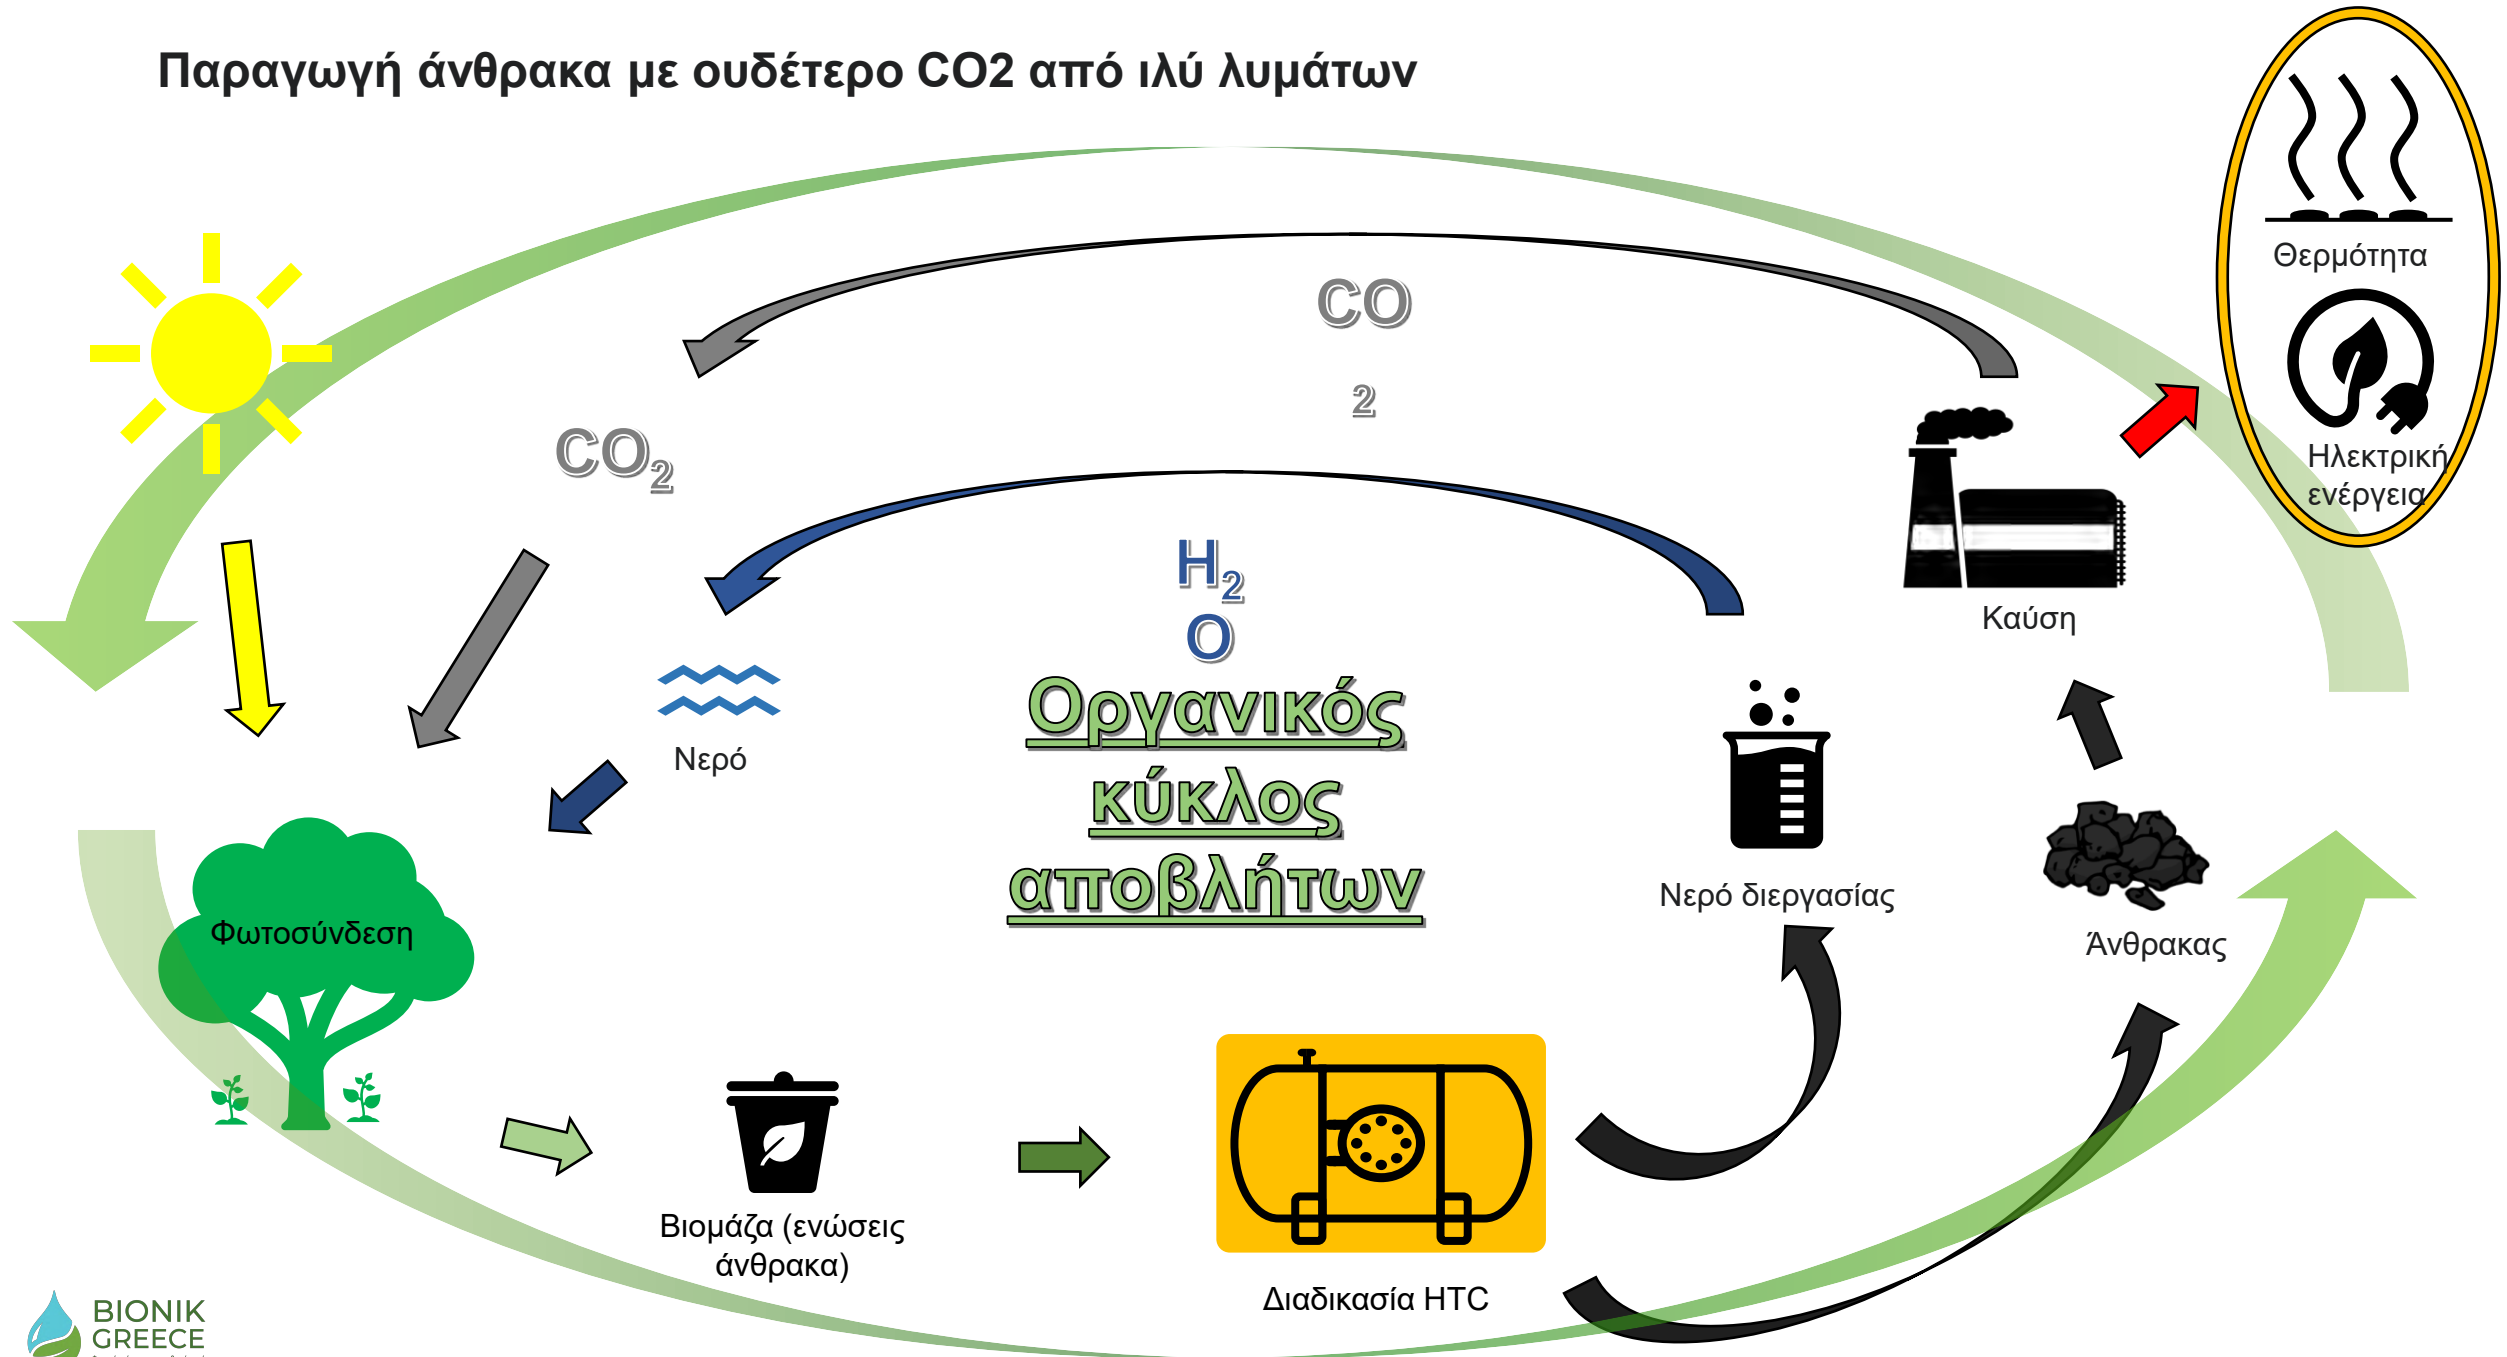 Παραγωγή άνθρακα με ουδέτερο CO2 από ιλύ λυμάτων
Θερμότητα
Ηλεκτρική
ενέργεια
CO
2
CO2
H2
O
Καύση
Νερό
Οργανικός
κύκλος
αποβλήτων
Νερό διεργασίας
Άνθρακας
Φωτοσύνδεση
Βιομάζα (ενώσεις
άνθρακα)
Διαδικασία HTC
BIONIK
GREECE